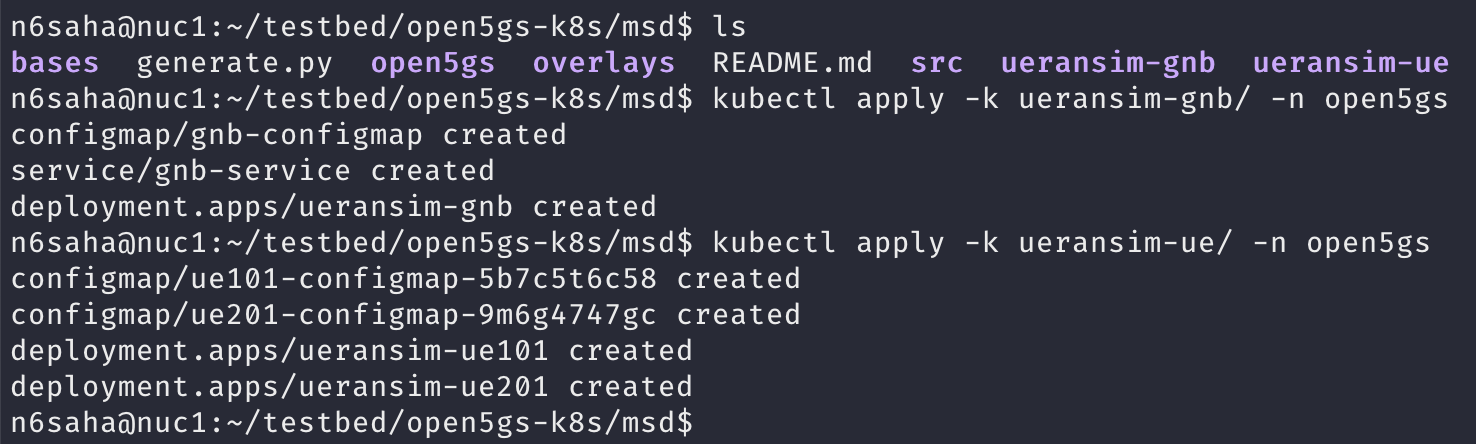 n6saha@nuc1:~/testbed/open5gs-k8s/msd$ ls
bases  generate.py  open5gs  overlays  README.md  src  ueransim-gnb  ueransim-ue
n6saha@nuc1:~/testbed/open5gs-k8s/msd$ kubectl apply -k ueransim-gnb/ -n open5gs
configmap/gnb-configmap created
service/gnb-service created
deployment.apps/ueransim-gnb created
n6saha@nuc1:~/testbed/open5gs-k8s/msd$ kubectl apply -k ueransim-ue/ -n open5gs
configmap/ue101-configmap-5b7c5t6c58 created
configmap/ue201-configmap-9m6g4747gc created
deployment.apps/ueransim-ue101 created
deployment.apps/ueransim-ue201 created
n6saha@nuc1:~/testbed/open5gs-k8s/msd$